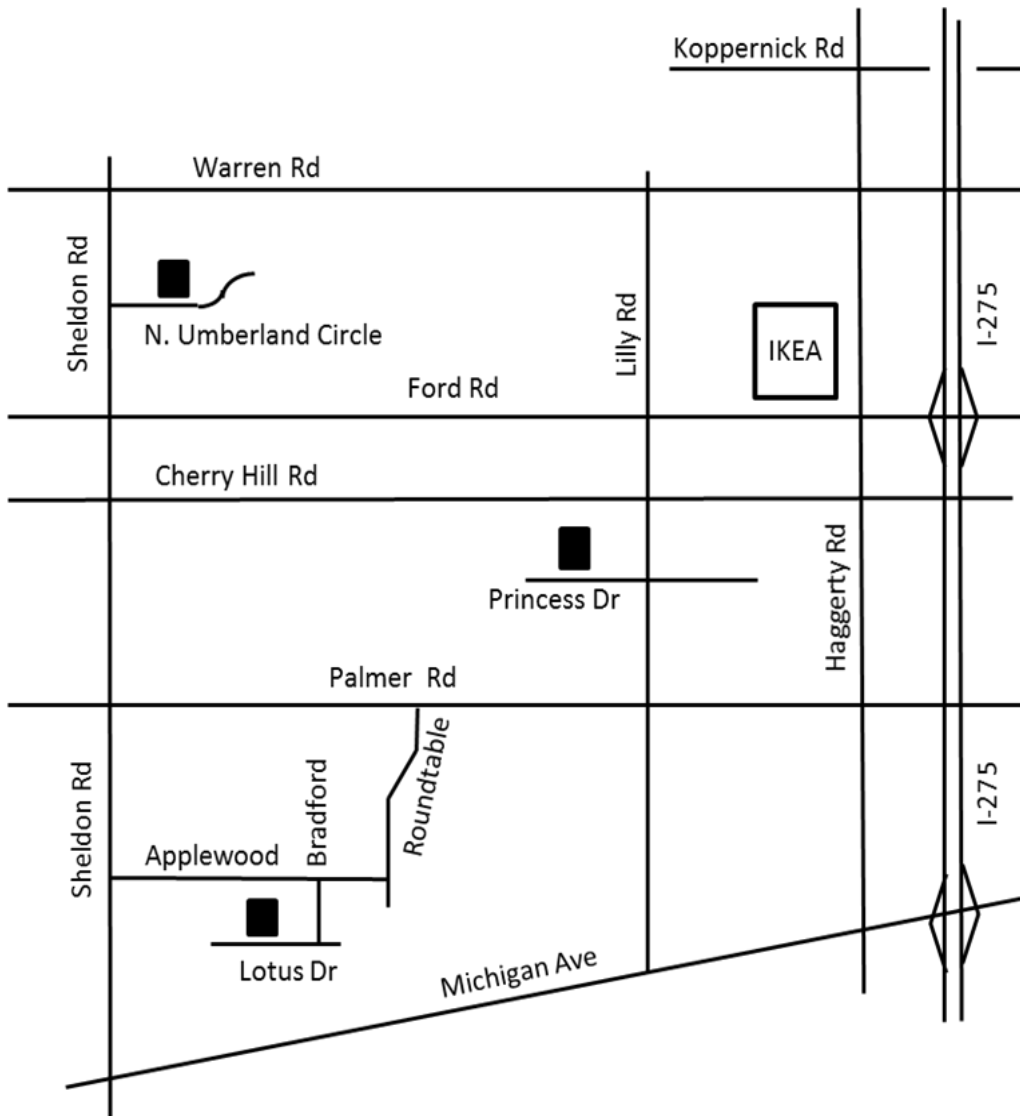 Koppernick Rd
Warren Rd
Sheldon Rd
N. Umberland Circle
Lilly Rd
IKEA
I-275
Ford Rd
Cherry Hill Rd
Princess Dr
Haggerty Rd
Palmer Rd
Roundtable
Bradford
Sheldon Rd
I-275
Applewood
Lotus Dr
Michigan Ave